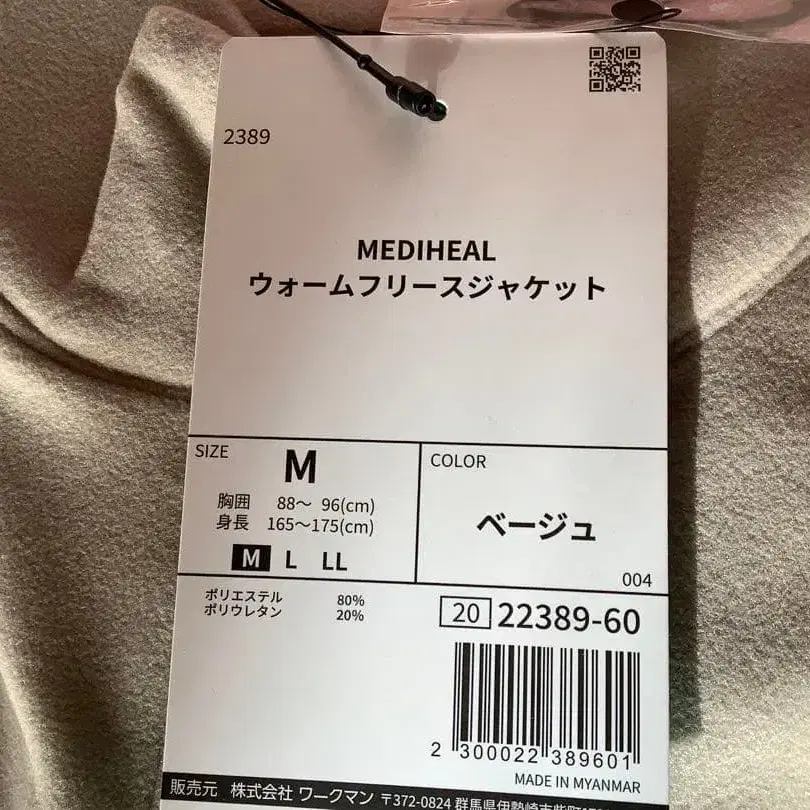 2389
MEDIHEAL
ウォームフリースジャケット
SIZE
M
胸囲 88～ 96(cm)
身長 165～175(cm)
M L LL
COLOR
ベージュ
004
ポリエステル 80%
ポリウレタン 20%
20 22389-60
2 300022 389601
MADE IN MYANMAR
販売元 株式会社 ワークマン 〒372-0824 群馬県伊勢崎市柴町